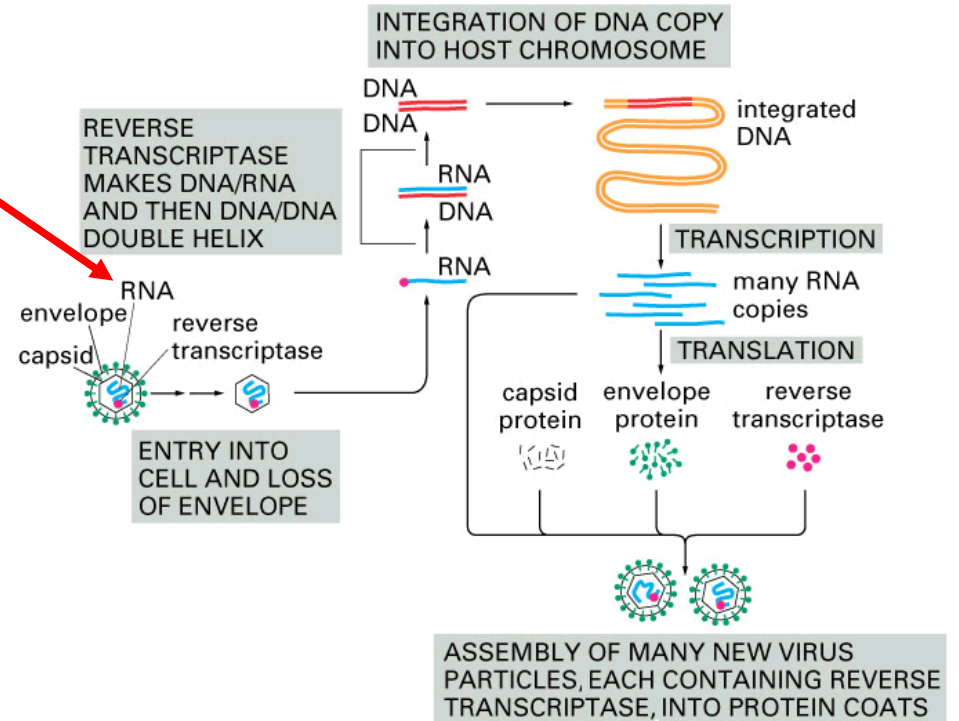 INTEGRATION OF DNA COPY
INTO HOST CHROMOSOME
DNA
DNA
integrated
DNA
REVERSE
TRANSCRIPTASE
MAKES DNA/RNA
AND THEN DNA/DNA
DOUBLE HELIX
RNA
DNA
RNA
TRANSCRIPTION
many RNA
copies
RNA
envelope
capsid
reverse
transcriptase
TRANSLATION
capsid
protein
envelope
protein
reverse
transcriptase
ENTRY INTO
CELL AND LOSS
OF ENVELOPE
ASSEMBLY OF MANY NEW VIRUS
PARTICLES, EACH CONTAINING REVERSE
TRANSCRIPTASE, INTO PROTEIN COATS